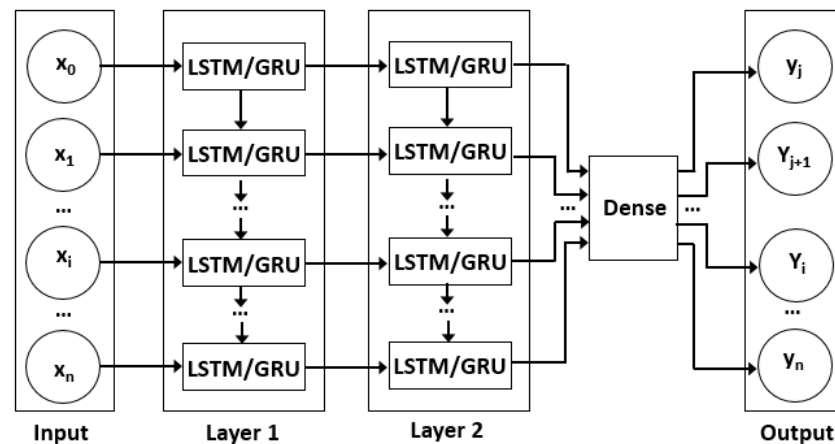 x₀ LSTM/GRU LSTM/GRU yⱼ
x₁ LSTM/GRU LSTM/GRU Yⱼ₊₁
... ... ... ... Dense ...
xᵢ LSTM/GRU LSTM/GRU Yᵢ
... ... ... ...
xₙ LSTM/GRU LSTM/GRU yₙ
Input Layer 1 Layer 2 Output